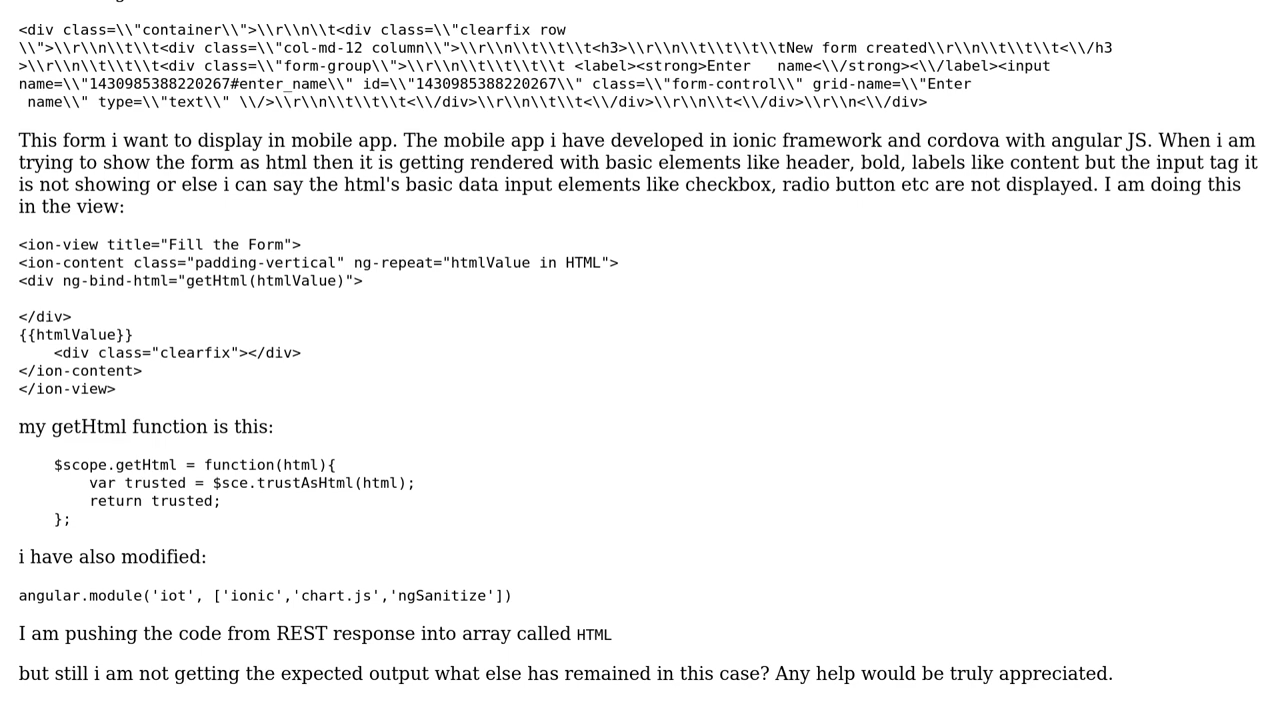 <div class=\\"container\\">\\r\\n\\t<div class=\\"clearfix row
\\">\\r\\n\\t\\t<div class=\\"col-md-12 column\\">\\r\\n\\t\\t\\t<h3>\\r\\n\\t\\t\\t\\tNew form created\\r\\n\\t\\t\\t<\\/h3
>\\r\\n\\t\\t\\t<div class=\\"form-group\\">\\r\\n\\t\\t\\t\\t <label><strong>Enter   name<\\/strong><\\/label><input
name=\\"1430985388220267#enter_name\\" id=\\"1430985388220267\\" class=\\"form-control\\" grid-name=\\"Enter
 name\\" type=\\"text\\" \\/>\\r\\n\\t\\t\\t<\\/div>\\r\\n\\t\\t<\\/div>\\r\\n\\t<\\/div>\\r\\n<\\/div>
This form i want to display in mobile app. The mobile app i have developed in ionic framework and cordova with angular JS. When i am
trying to show the form as html then it is getting rendered with basic elements like header, bold, labels like content but the input tag it
is not showing or else i can say the html's basic data input elements like checkbox, radio button etc are not displayed. I am doing this
in the view:
<ion-view title="Fill the Form">
<ion-content class="padding-vertical" ng-repeat="htmlValue in HTML">
<div ng-bind-html="getHtml(htmlValue)">
</div>
{{htmlValue}}
    <div class="clearfix"></div>
</ion-content>
</ion-view>
my getHtml function is this:
    $scope.getHtml = function(html){
        var trusted = $sce.trustAsHtml(html);
        return trusted;
    };
i have also modified:
angular.module('iot', ['ionic','chart.js','ngSanitize'])
I am pushing the code from REST response into array called HTML
but still i am not getting the expected output what else has remained in this case? Any help would be truly appreciated.